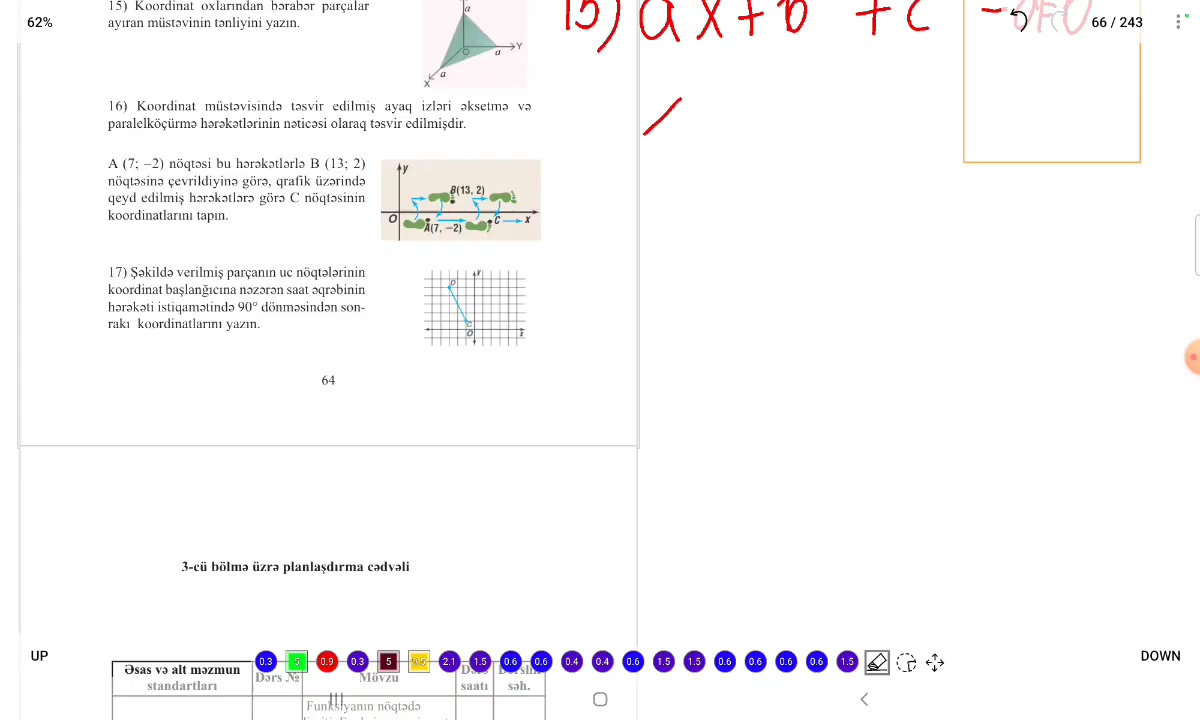 62%
15) Koordinat oxlarından bərabər parçalar
ayıran müstəvinin tənliyini yazın.
a
Y
O
a
a
X
15) ax+b +c
66 / 243
16) Koordinat müstəvisində təsvir edilmiş ayaq izləri əksetmə və
paralelköçürmə hərəkətlərinin nəticəsi olaraq təsvir edilmişdir.
A (7; −2) nöqtəsi bu hərəkətlərlə B (13; 2)
nöqtəsinə çevrildiyinə görə, qrafik üzərində
qeyd edilmiş hərəkətlərə görə C nöqtəsinin
koordinatlarını tapın.
y
B(13, 2)
O
C
x
A(7, −2)
17) Şəkildə verilmiş parçanın uc nöqtələrinin
koordinat başlanğıcına nəzərən saat əqrəbinin
hərəkəti istiqamətində 90° dönməsindən son-
rakı koordinatlarını yazın.
y
D
C
O
x
64
3-cü bölmə üzrə planlaşdırma cədvəli
UP
DOWN
0.3 5 0.9 0.3 5 9.5 2.1 1.5 0.6 0.6 0.4 0.4 0.6 1.5 1.5 0.6 0.6 0.6 0.6 1.5
Əsas və alt məzmun
standartları
Dərs №
Mövzu
saatı
səh.
Funksiyanın nöqtədə